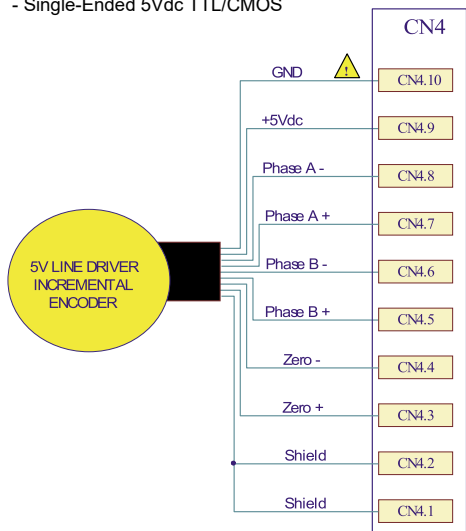 - Single-Ended 5Vdc TTL/CMOS
CN4
GND
!
CN4.10
+5Vdc
CN4.9
Phase A -
CN4.8
Phase A +
CN4.7
5V LINE DRIVER
INCREMENTAL
ENCODER
Phase B -
CN4.6
Phase B +
CN4.5
Zero -
CN4.4
Zero +
CN4.3
Shield
CN4.2
Shield
CN4.1